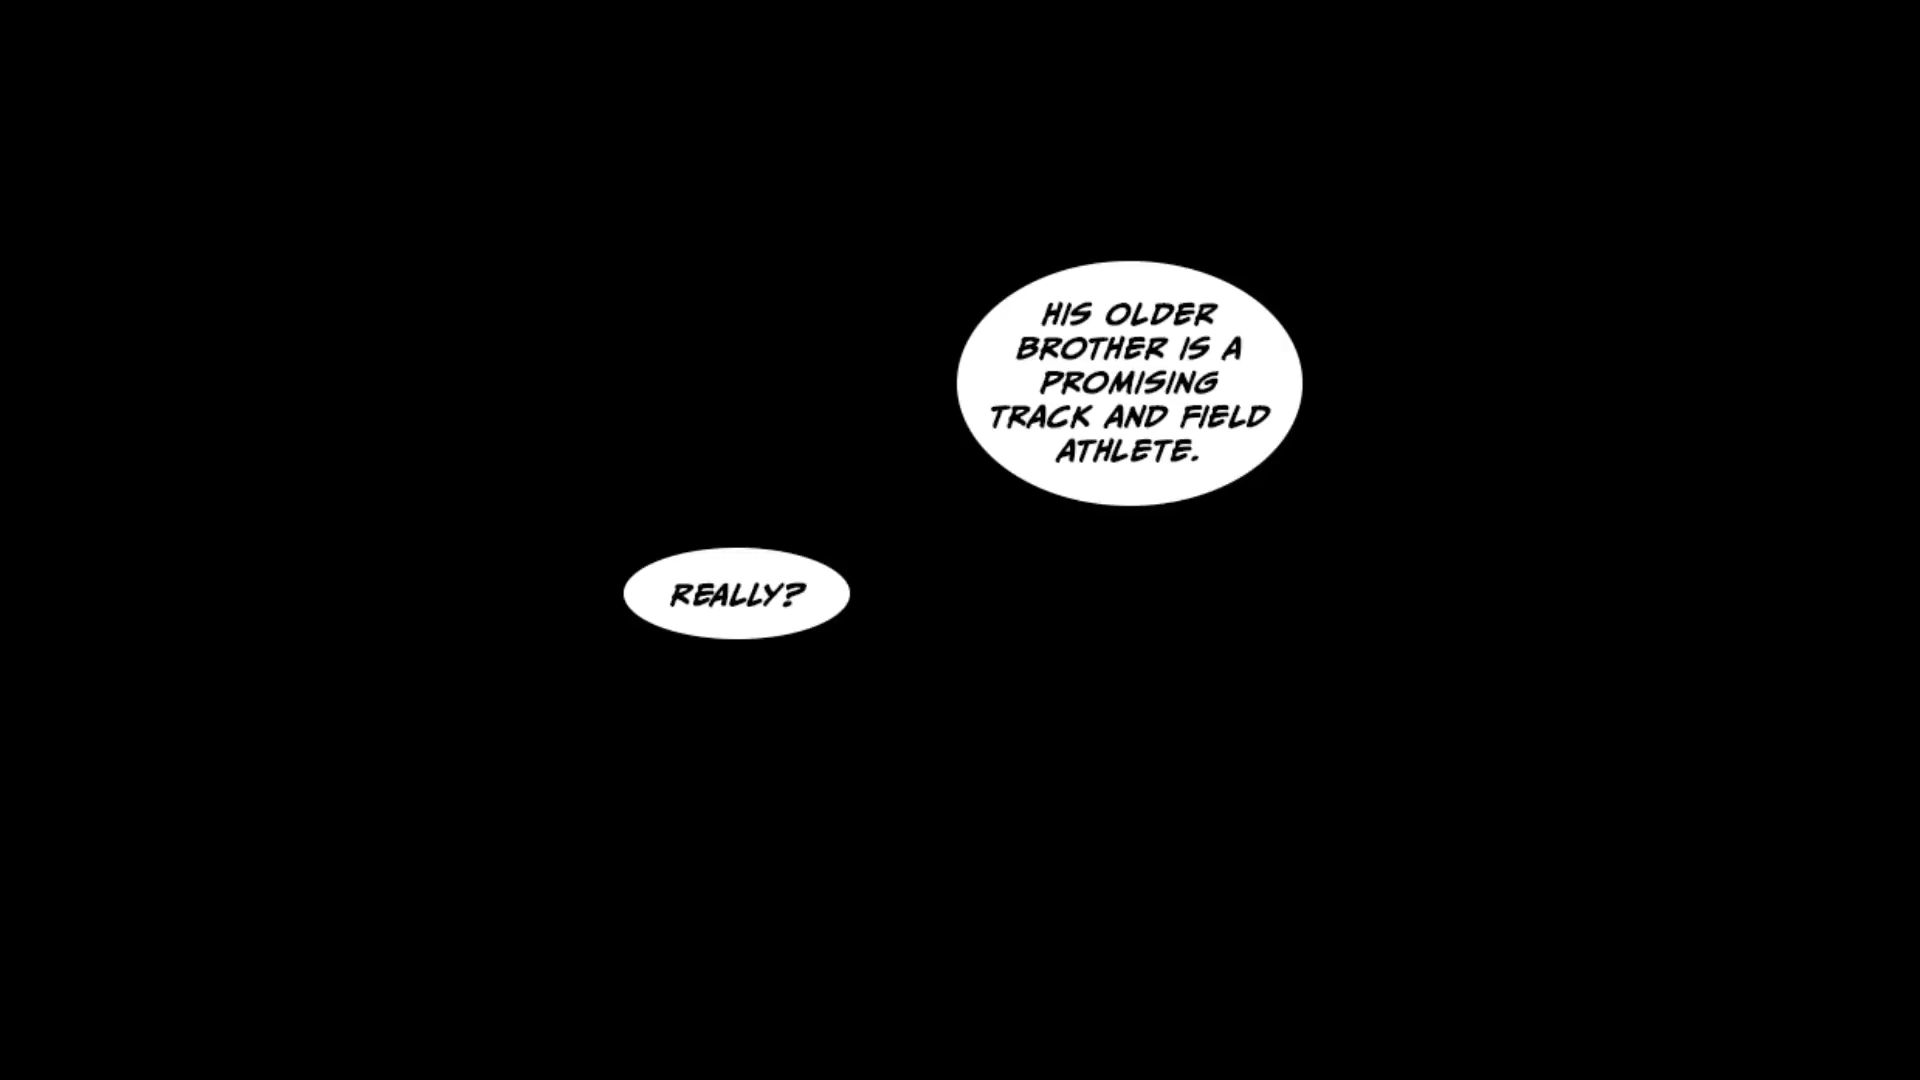 HIS OLDER
BROTHER IS A
PROMISING
TRACK AND FIELD
ATHLETE.
REALLY?